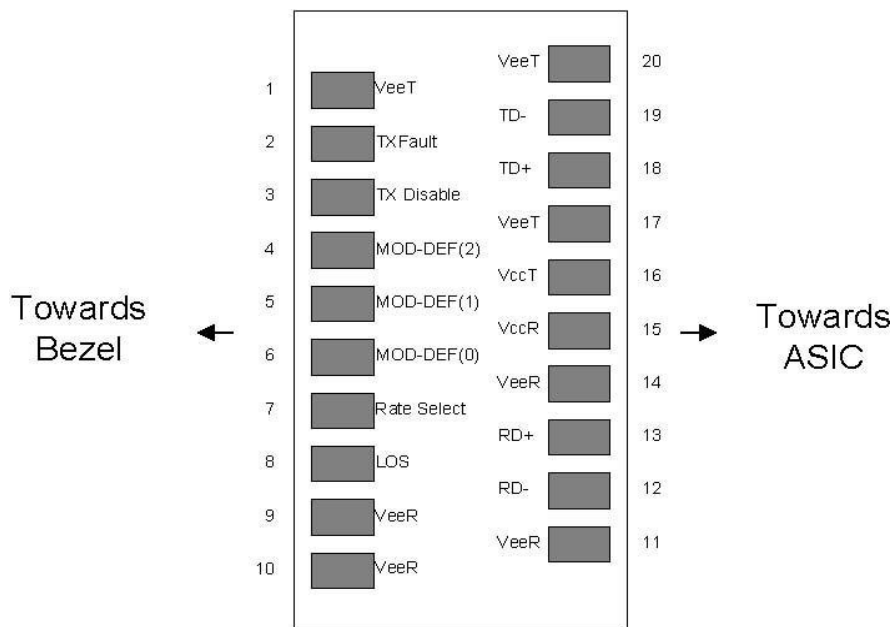 1 VeeT
2 TXFault
3 TX Disable
4 MOD-DEF(2)
5 MOD-DEF(1)
6 MOD-DEF(0)
7 Rate Select
8 LOS
9 VeeR
10 VeeR
VeeT 20
TD- 19
TD+ 18
VeeT 17
VccT 16
VccR 15
VeeR 14
RD+ 13
RD- 12
VeeR 11
Towards
Bezel
Towards
ASIC